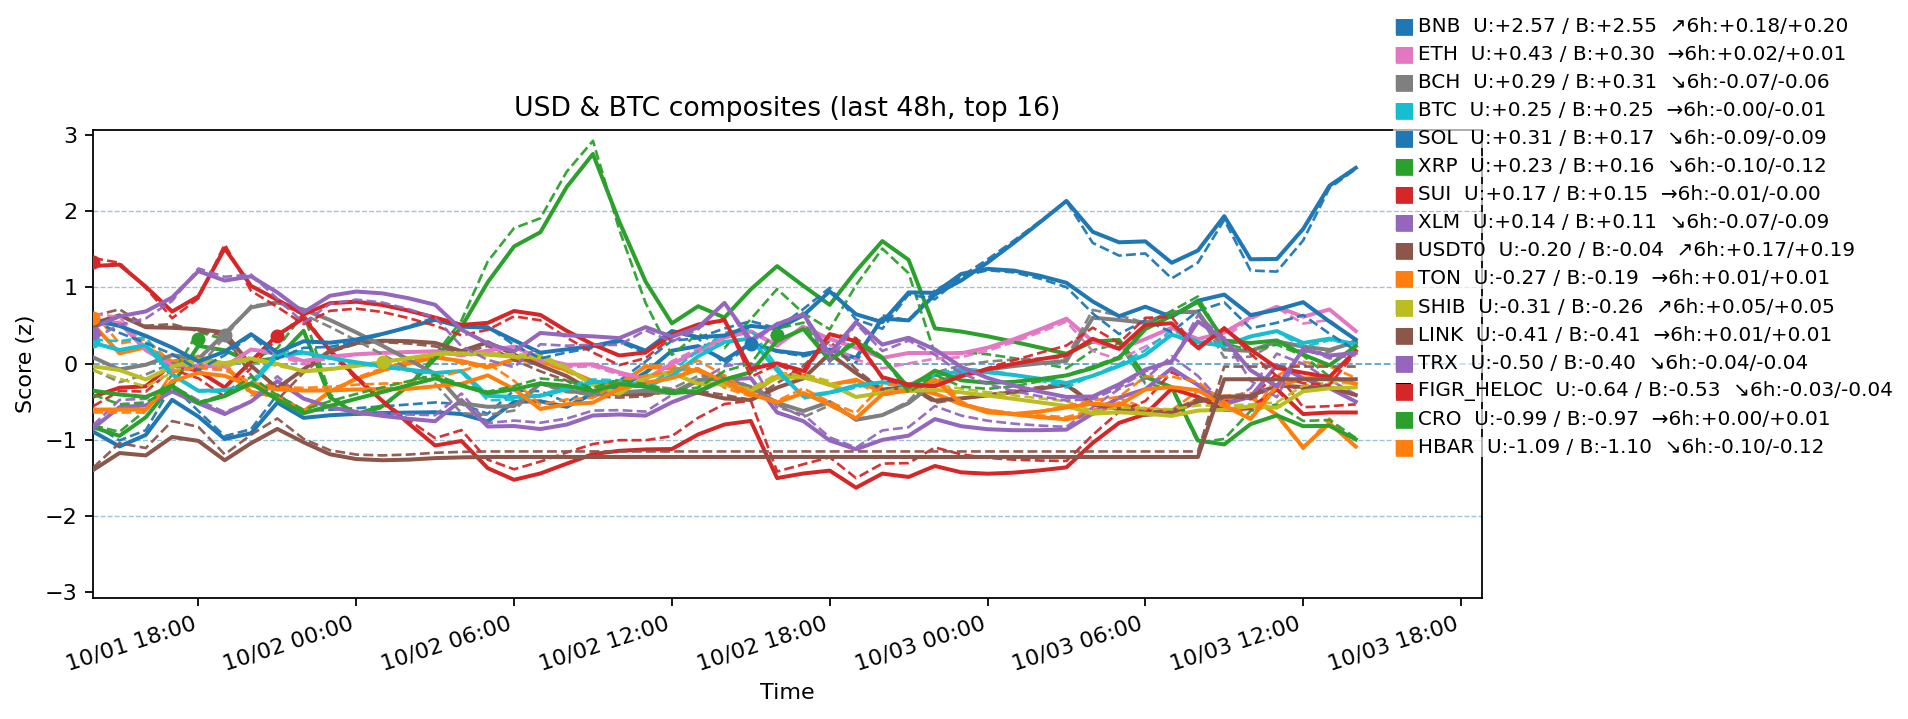 BNB  U:+2.57 / B:+2.55  ↗6h:+0.18/+0.20
ETH  U:+0.43 / B:+0.30  →6h:+0.02/+0.01
BCH  U:+0.29 / B:+0.31  ↘6h:-0.07/-0.06
BTC  U:+0.25 / B:+0.25  →6h:-0.00/-0.01
SOL  U:+0.31 / B:+0.17  ↘6h:-0.09/-0.09
XRP  U:+0.23 / B:+0.16  ↘6h:-0.10/-0.12
SUI  U:+0.17 / B:+0.15  →6h:-0.01/-0.00
XLM  U:+0.14 / B:+0.11  ↘6h:-0.07/-0.09
USDT0  U:-0.20 / B:-0.04  ↗6h:+0.17/+0.19
TON  U:-0.27 / B:-0.19  →6h:+0.01/+0.01
SHIB  U:-0.31 / B:-0.26  ↗6h:+0.05/+0.05
LINK  U:-0.41 / B:-0.41  →6h:+0.01/+0.01
TRX  U:-0.50 / B:-0.40  ↘6h:-0.04/-0.04
FIGR_HELOC  U:-0.64 / B:-0.53  ↘6h:-0.03/-0.04
CRO  U:-0.99 / B:-0.97  →6h:+0.00/+0.01
HBAR  U:-1.09 / B:-1.10  ↘6h:-0.10/-0.12
USD & BTC composites (last 48h, top 16)
Score (z)
3
2
1
0
−1
−2
−3
10/01 18:00
10/02 00:00
10/02 06:00
10/02 12:00
10/02 18:00
10/03 00:00
10/03 06:00
10/03 12:00
10/03 18:00
Time